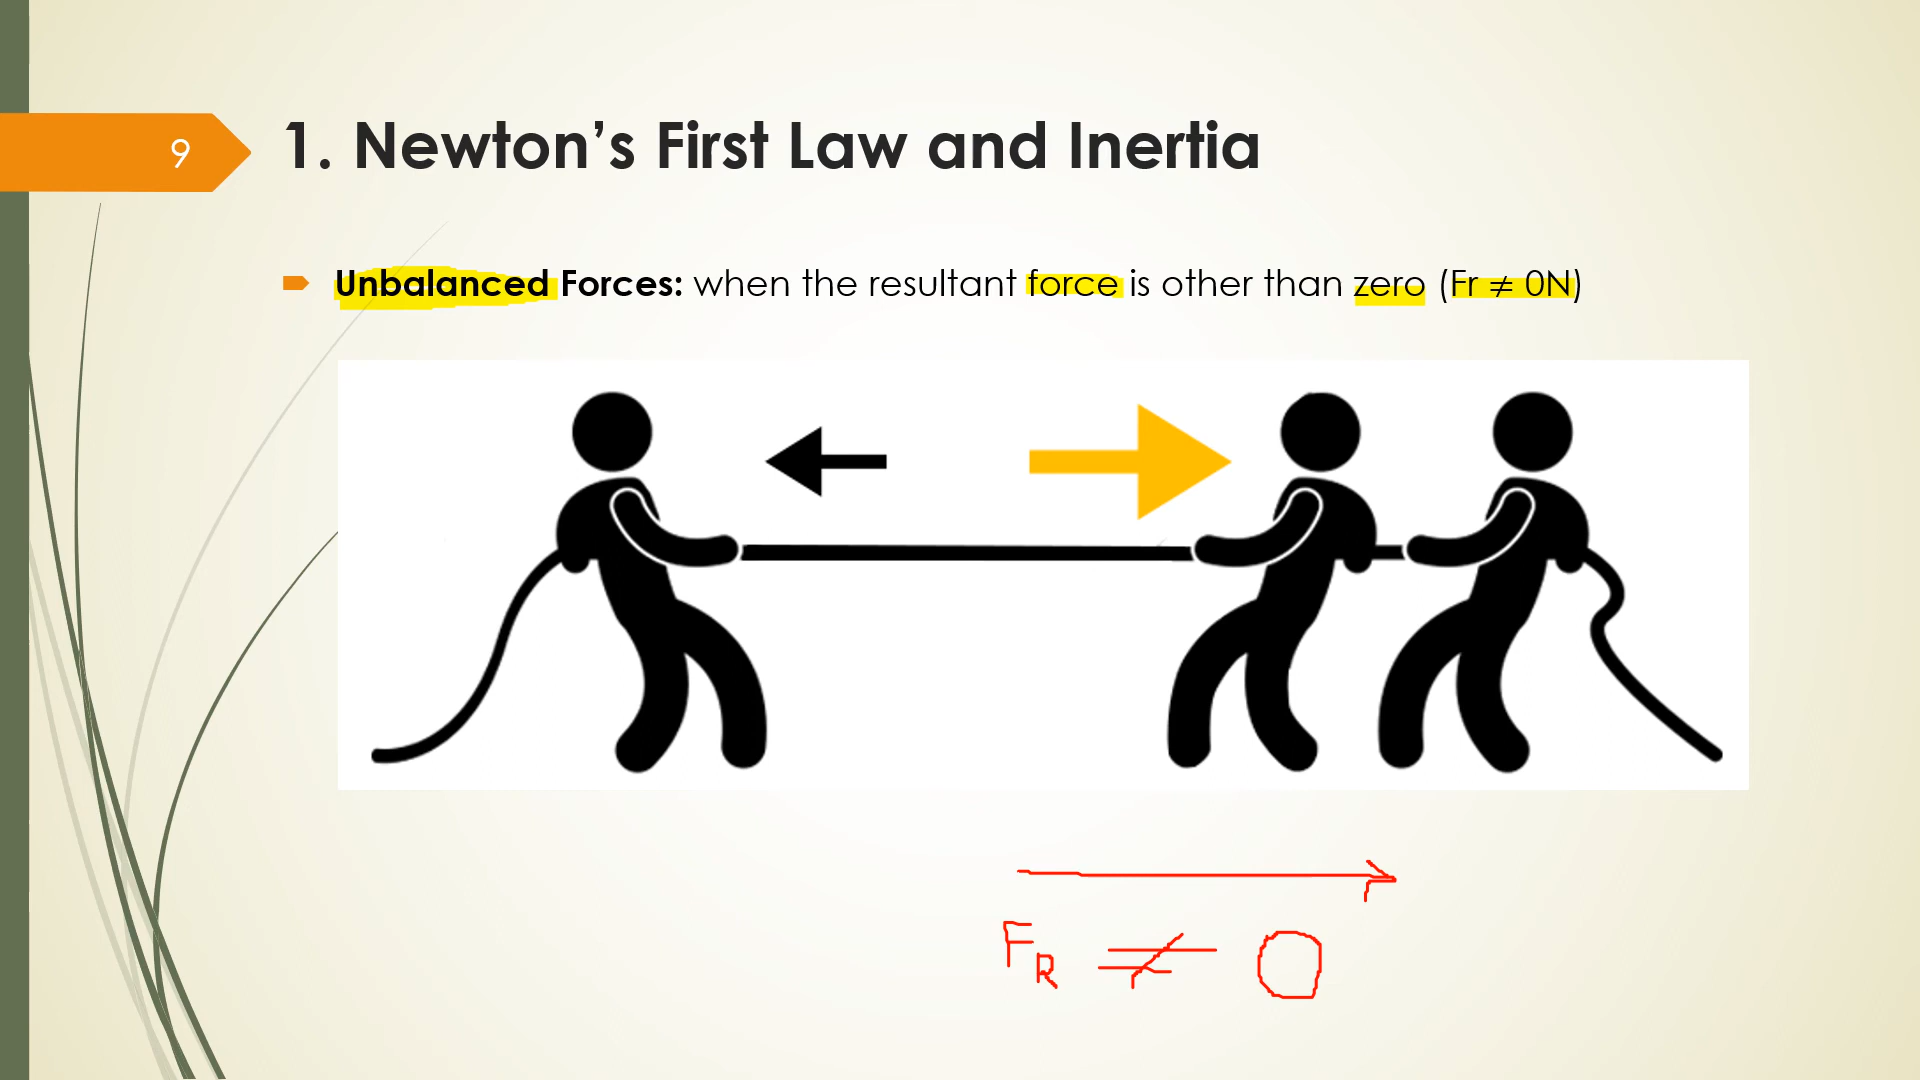 9
1. Newton’s First Law and Inertia
Unbalanced Forces: when the resultant force is other than zero (Fr ≠ 0N)
F_R ≠ 0